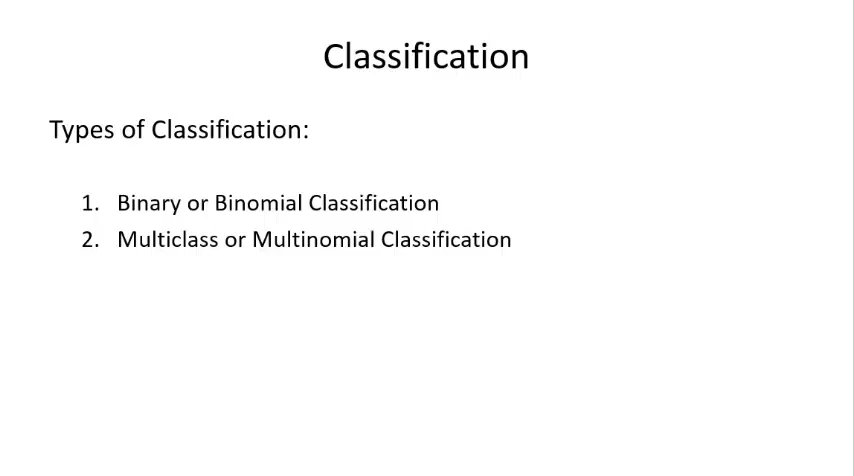 Classification
Types of Classification:
1. Binary or Binomial Classification
2. Multiclass or Multinomial Classification